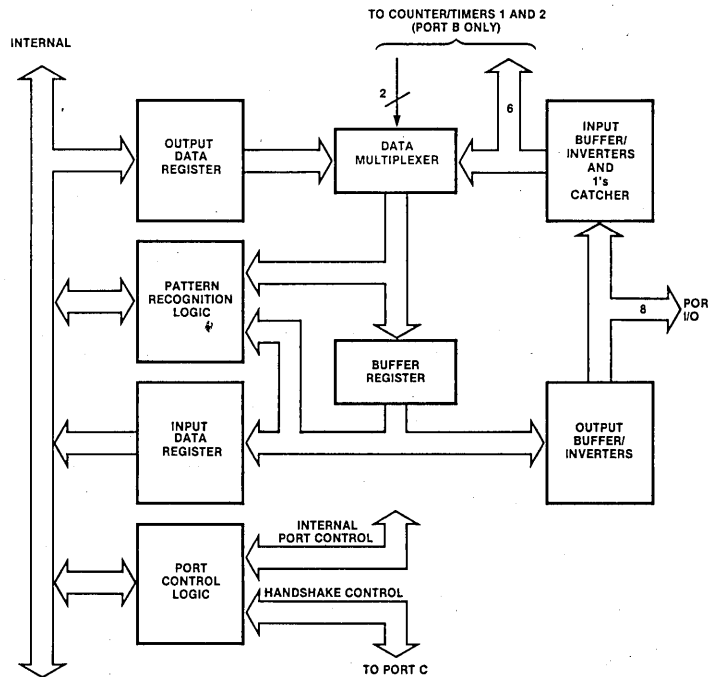 TO COUNTER/TIMERS 1 AND 2
(PORT B ONLY)
INTERNAL
2
6
OUTPUT
DATA
REGISTER
DATA
MULTIPLEXER
INPUT
BUFFER/
INVERTERS
AND
1's
CATCHER
PATTERN
RECOGNITION
LOGIC
8
POR
I/O
BUFFER
REGISTER
INPUT
DATA
REGISTER
OUTPUT
BUFFER/
INVERTERS
PORT
CONTROL
LOGIC
INTERNAL
PORT CONTROL
HANDSHAKE CONTROL
TO PORT C